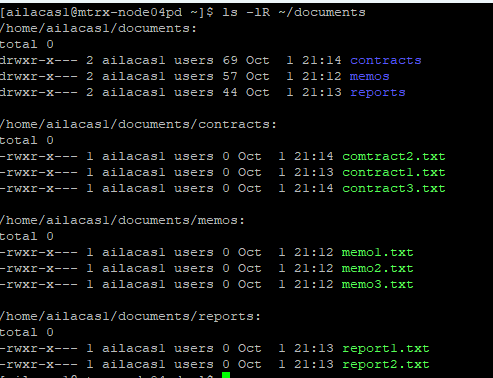 [ailacas1@mtrx-node04pd ~]$ ls -lR ~/documents
/home/ailacas1/documents:
total 0
drwxr-x--- 2 ailacas1 users 69 Oct  1 21:14 contracts
drwxr-x--- 2 ailacas1 users 57 Oct  1 21:12 memos
drwxr-x--- 2 ailacas1 users 44 Oct  1 21:13 reports

/home/ailacas1/documents/contracts:
total 0
-rwxr-x--- 1 ailacas1 users 0 Oct  1 21:14 comtract2.txt
-rwxr-x--- 1 ailacas1 users 0 Oct  1 21:13 contract1.txt
-rwxr-x--- 1 ailacas1 users 0 Oct  1 21:14 contract3.txt

/home/ailacas1/documents/memos:
total 0
-rwxr-x--- 1 ailacas1 users 0 Oct  1 21:12 memo1.txt
-rwxr-x--- 1 ailacas1 users 0 Oct  1 21:12 memo2.txt
-rwxr-x--- 1 ailacas1 users 0 Oct  1 21:12 memo3.txt

/home/ailacas1/documents/reports:
total 0
-rwxr-x--- 1 ailacas1 users 0 Oct  1 21:13 report1.txt
-rwxr-x--- 1 ailacas1 users 0 Oct  1 21:13 report2.txt